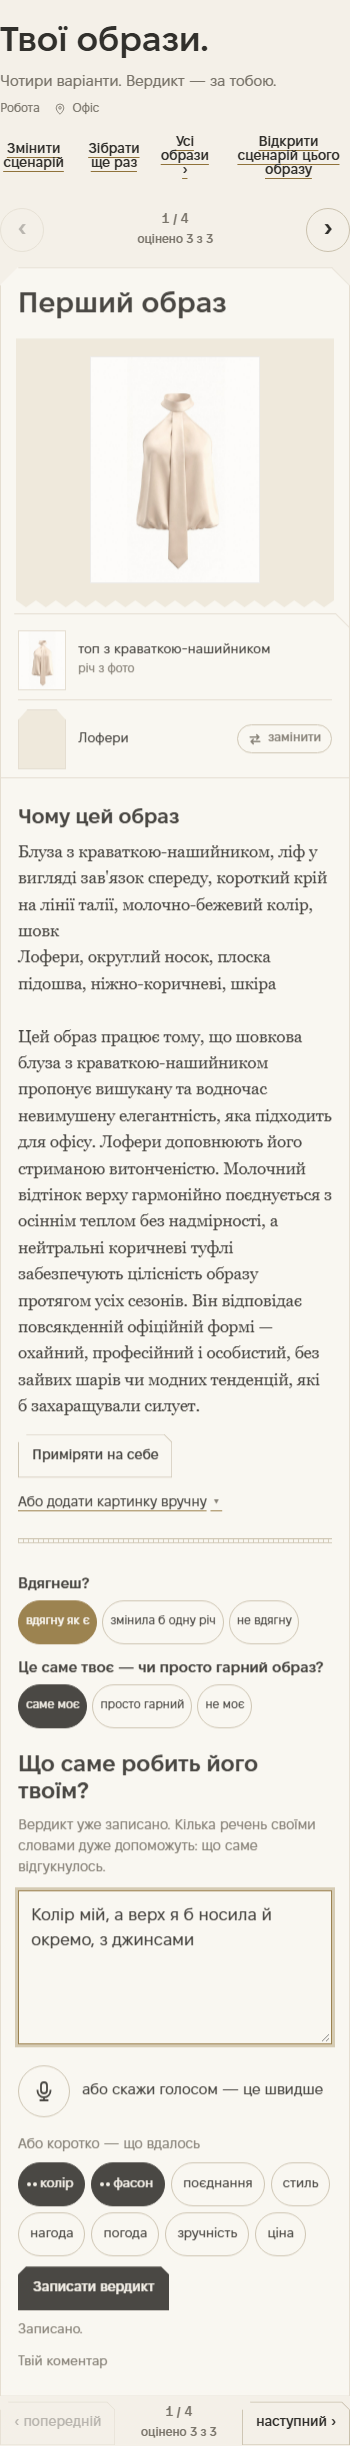 Твої образи.
Чотири варіанти. Вердикт — за тобою.
Робота Офіс
Змінити сценарій
Зібрати ще раз
Усі образи ›
Відкрити сценарій цього образу
‹
1 / 4
оцінено 3 з 3
›
Перший образ
топ з краваткою-нашийником
річ з фото
Лофери
замінити
Чому цей образ
Блуза з краваткою-нашийником, ліф у
вигляді зав'язок спереду, короткий крій
на лінії талії, молочно-бежевий колір,
шовк
Лофери, округлий носок, плоска
підошва, ніжно-коричневі, шкіра
Цей образ працює тому, що шовкова
блуза з краваткою-нашийником
пропонує вишукану та водночас
невимушену елегантність, яка підходить
для офісу. Лофери доповнюють його
стриманою витонченістю. Молочний
відтінок верху гармонійно поєднується з
осіннім теплом без надмірності, а
нейтральні коричневі туфлі
забезпечують цілісність образу
протягом усіх сезонів. Він відповідає
повсякденній офіційній формі —
охайний, професійний і особистий, без
зайвих шарів чи модних тенденцій, які
б захаращували силует.
Приміряти на себе
Або додати картинку вручну ▾
Вдягнеш?
вдягну як є
змінила б одну річ
не вдягну
Це саме твоє — чи просто гарний образ?
саме моє
просто гарний
не моє
Що саме робить його
твоїм?
Вердикт уже записано. Кілька речень своїми
словами дуже допоможуть: що саме
відгукнулось.
Колір мій, а верх я б носила й
окремо, з джинсами
або скажи голосом — це швидше
Або коротко — що вдалось
•• колір
•• фасон
поєднання
стиль
нагода
погода
зручність
ціна
Записати вердикт
Записано.
Твій коментар
‹ попередній
1 / 4
оцінено 3 з 3
наступний ›